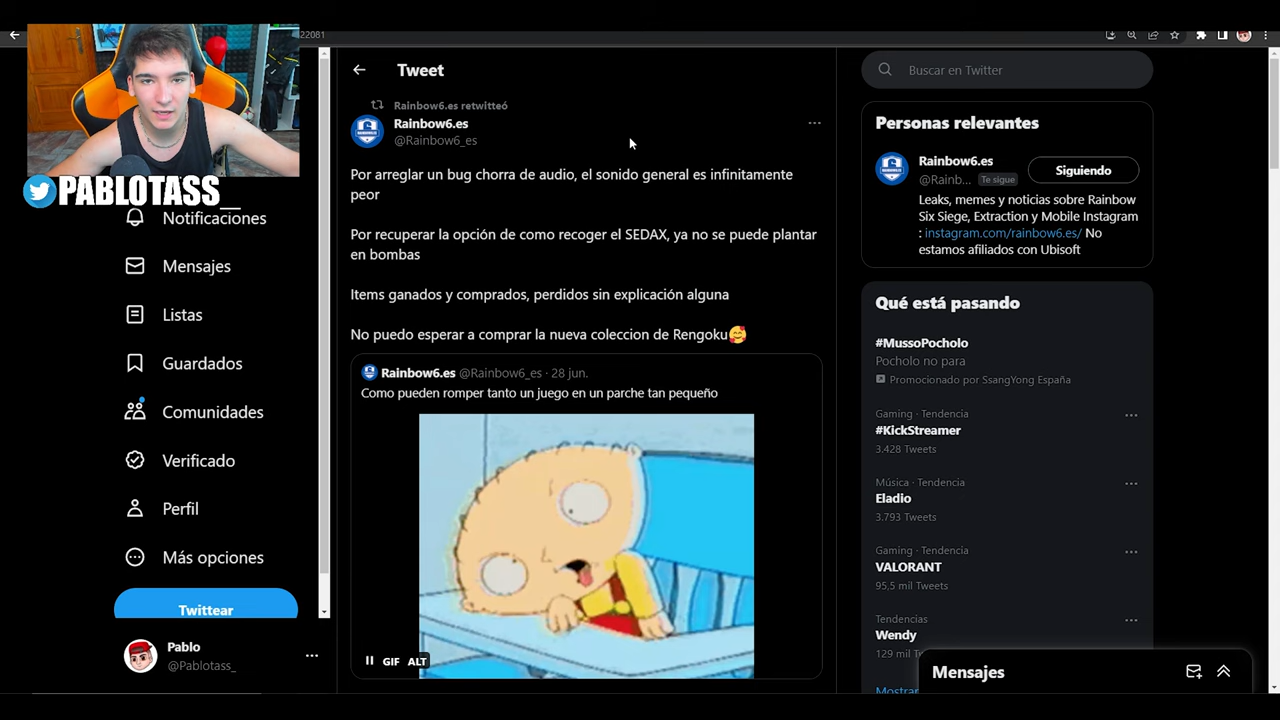 22081
PABLOTASS__
Notificaciones
Mensajes
Listas
Guardados
Comunidades
Verificado
Perfil
Más opciones
Twittear
Pablo
@Pablotass_
Tweet
Rainbow6.es retwitteó
Rainbow6.es
@Rainbow6_es
Por arreglar un bug chorra de audio, el sonido general es infinitamente
peor
Por recuperar la opción de como recoger el SEDAX, ya no se puede plantar
en bombas
Items ganados y comprados, perdidos sin explicación alguna
No puedo esperar a comprar la nueva coleccion de Rengoku🥰
Rainbow6.es @Rainbow6_es · 28 jun.
Como pueden romper tanto un juego en un parche tan pequeño
GIF ALT
Buscar en Twitter
Personas relevantes
Rainbow6.es
@Rainb... Te sigue
Siguiendo
Leaks, memes y noticias sobre Rainbow
Six Siege, Extraction y Mobile Instagram
: instagram.com/rainbow6.es/ No
estamos afiliados con Ubisoft
Qué está pasando
#MussoPocholo
Pocholo no para
Promocionado por SsangYong España
Gaming · Tendencia
#KickStreamer
3.428 Tweets
Música · Tendencia
Eladio
3.793 Tweets
Gaming · Tendencia
VALORANT
95,5 mil Tweets
Tendencias
Wendy
129 mil
Mostrar
Mensajes